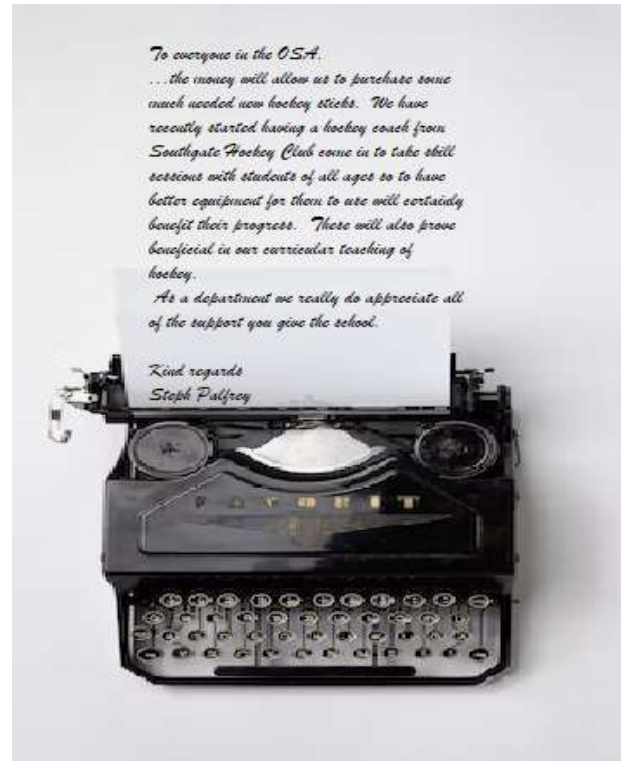 To everyone in the OSA.
...the money will allow us to purchase some
much needed new hockey sticks. We have
recently started having a hockey coach from
Southgate Hockey Club come in to take skill
sessions with students of all ages so to have
better equipment for them to use will certainly
benefit their progress. These will also prove
beneficial in our curricular teaching of
hockey.
As a department we really do appreciate all
of the support you give the school.
Kind regards
Steph Palfrey
FAVORIT